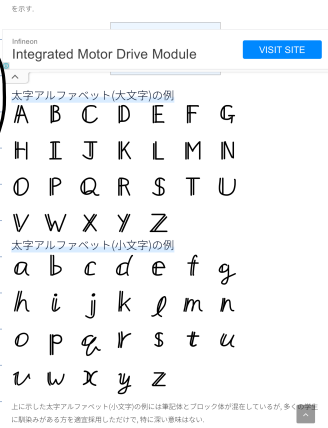 を示す.
Infineon
Integrated Motor Drive Module
VISIT SITE
太字アルファベット(大文字)の例
A B C D E F G
H I J K L M N
O P Q R S T U
V W X Y Z
太字アルファベット(小文字)の例
a b c d e f g
h i j k l m n
o p q r s t u
v w x y z
上に示した太字アルファベット(小文字)の例には筆記体とブロック体が混在しているが, 多くの学生
に馴染みがある方を適宜採用しただけで, 特に深い意味はない.